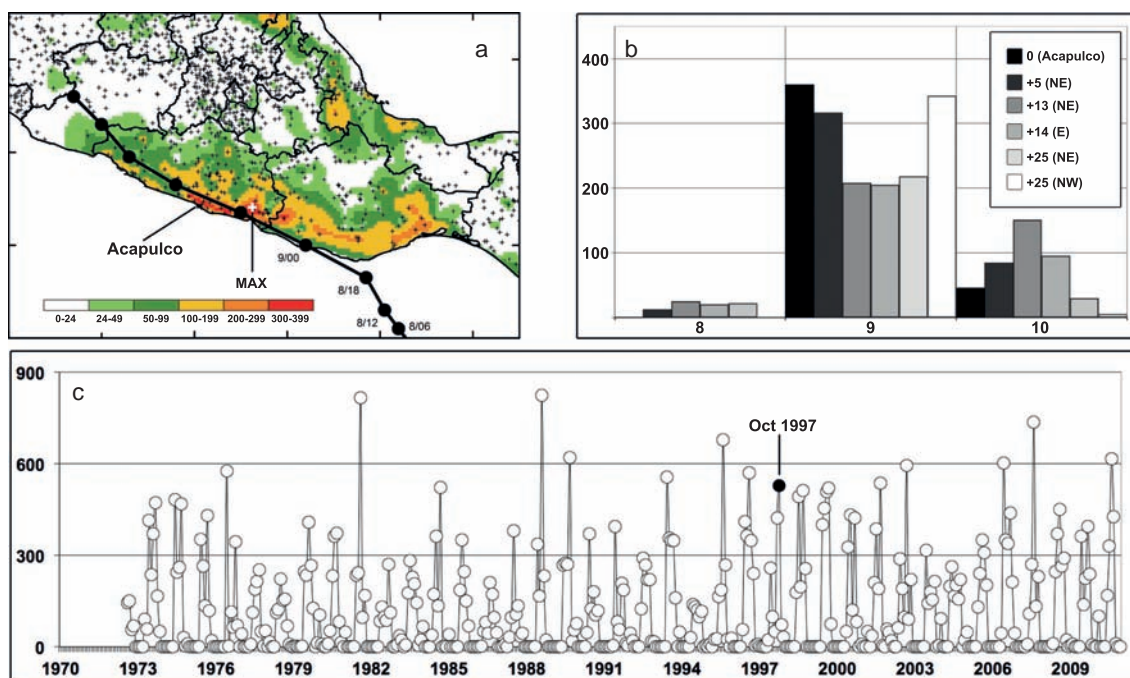 a
Acapulco
MAX
9/00
8/18
8/12
8/06
0-24 24-49 50-99 100-199 200-299 300-399
b
400
300
200
100
8 9 10
0 (Acapulco)
+5 (NE)
+13 (NE)
+14 (E)
+25 (NE)
+25 (NW)
c
Oct 1997
900
600
300
0
1970 1973 1976 1979 1982 1985 1988 1991 1994 1997 2000 2003 2006 2009